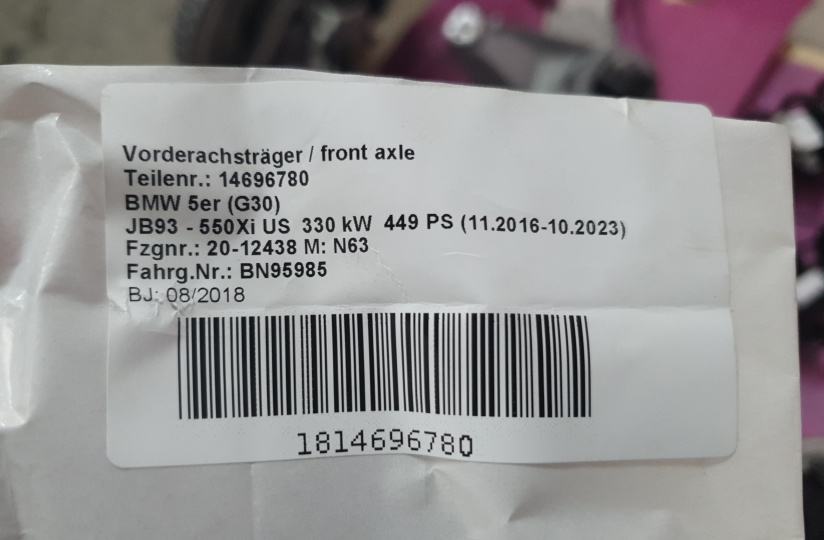 Vorderachsträger / front axle
Teilenr.: 14696780
BMW 5er (G30)
JB93 - 550Xi US 330 kW 449 PS (11.2016-10.2023)
Fzgnr.: 20-12438 M: N63
Fahrg.Nr.: BN95985
BJ: 08/2018
1814696780